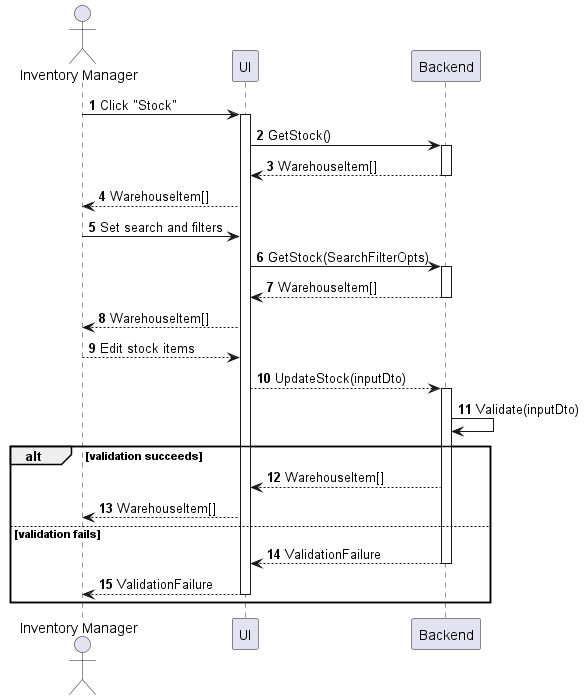 Inventory Manager
UI
Backend
1 Click "Stock"
2 GetStock()
3 WarehouseItem[]
4 WarehouseItem[]
5 Set search and filters
6 GetStock(SearchFilterOpts)
7 WarehouseItem[]
8 WarehouseItem[]
9 Edit stock items
10 UpdateStock(inputDto)
11 Validate(inputDto)
alt [validation succeeds]
12 WarehouseItem[]
13 WarehouseItem[]
[validation fails]
14 ValidationFailure
15 ValidationFailure
Inventory Manager
UI
Backend